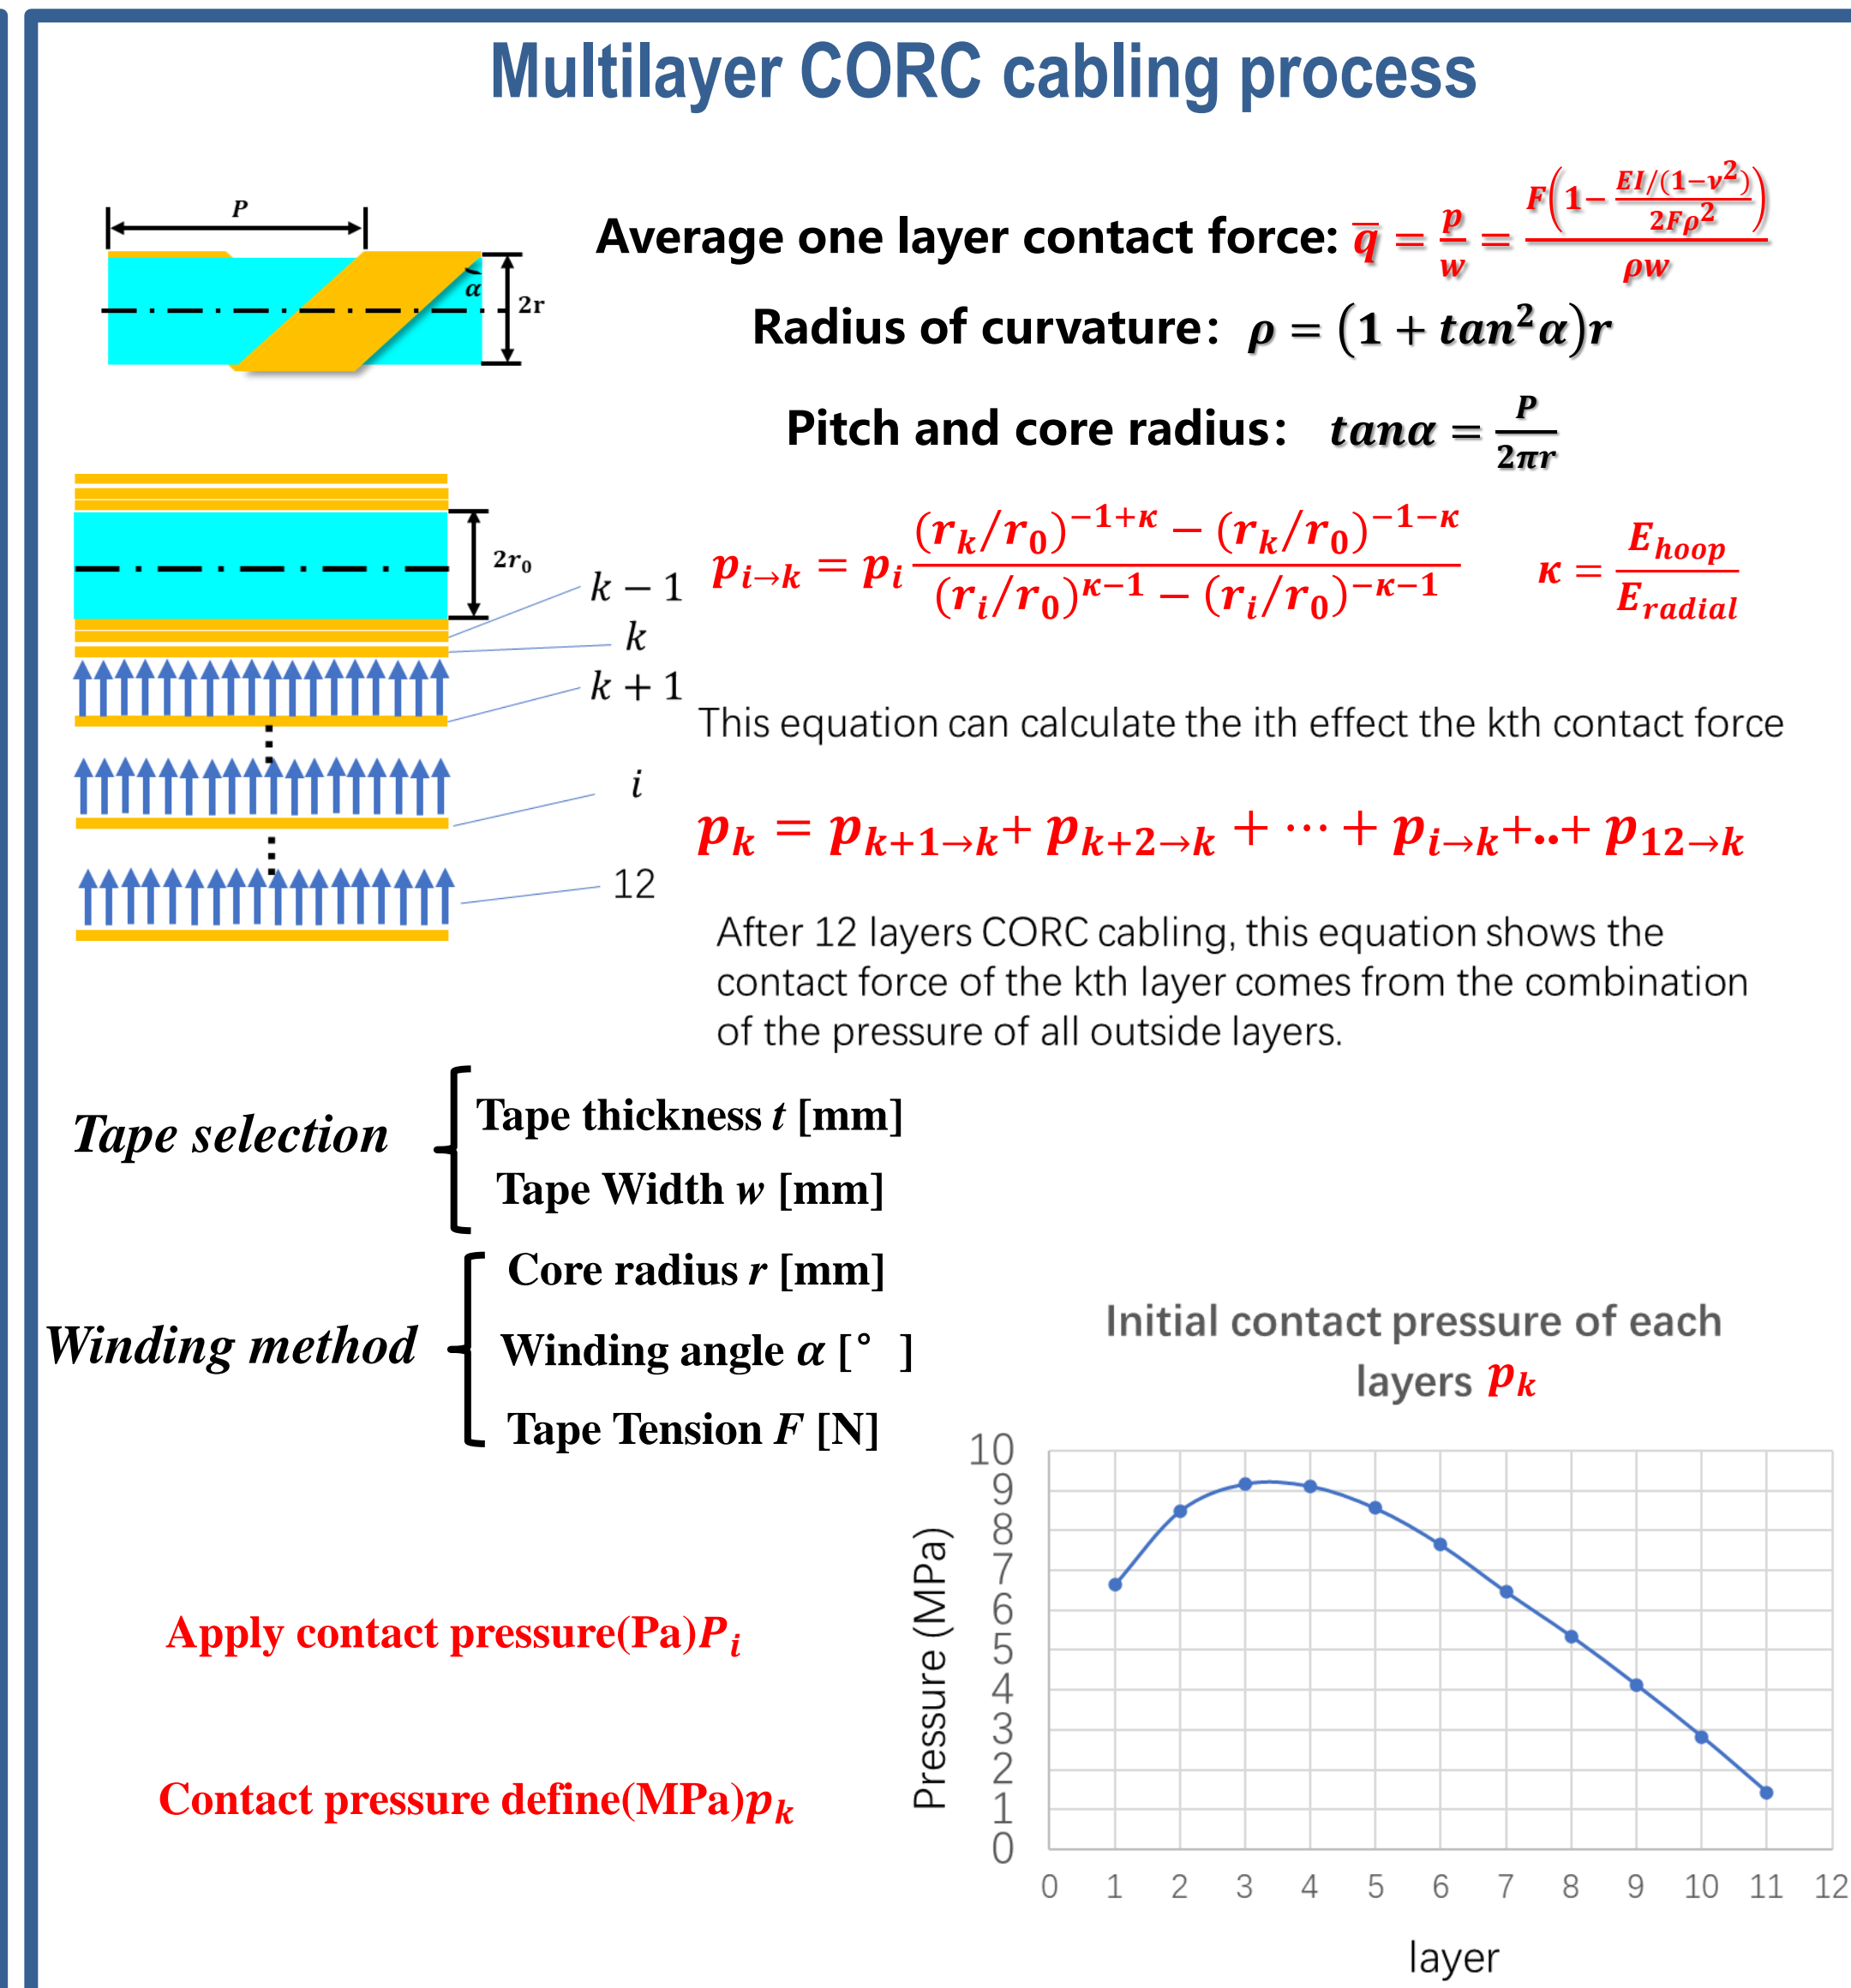 Multilayer CORC cabling process
P
α
2r
Average one layer contact force: q̅ = p/w = F(1− (EI/(1−ν²))/(2Fρ²))/(ρw)
Radius of curvature： ρ = (1 + tan²α)r
Pitch and core radius： tanα = P/(2πr)
2r₀
k − 1
k
k + 1
i
12
p_{i→k} = p_i ((r_k/r_0)^{−1+κ} − (r_k/r_0)^{−1−κ})/((r_i/r_0)^{κ−1} − (r_i/r_0)^{−κ−1})
κ = E_{hoop}/E_{radial}
This equation can calculate the ith effect the kth contact force
p_k = p_{k+1→k}+ p_{k+2→k} + ⋯ + p_{i→k}+..+ p_{12→k}
After 12 layers CORC cabling, this equation shows the
contact force of the kth layer comes from the combination
of the pressure of all outside layers.
Tape selection
Tape thickness t [mm]
Tape Width w [mm]
Winding method
Core radius r [mm]
Winding angle α [° ]
Tape Tension F [N]
Apply contact pressure(Pa)P_i
Contact pressure define(MPa)p_k
Initial contact pressure of each
layers p_k
Pressure (MPa)
10
9
8
7
6
5
4
3
2
1
0
0 1 2 3 4 5 6 7 8 9 10 11 12
layer